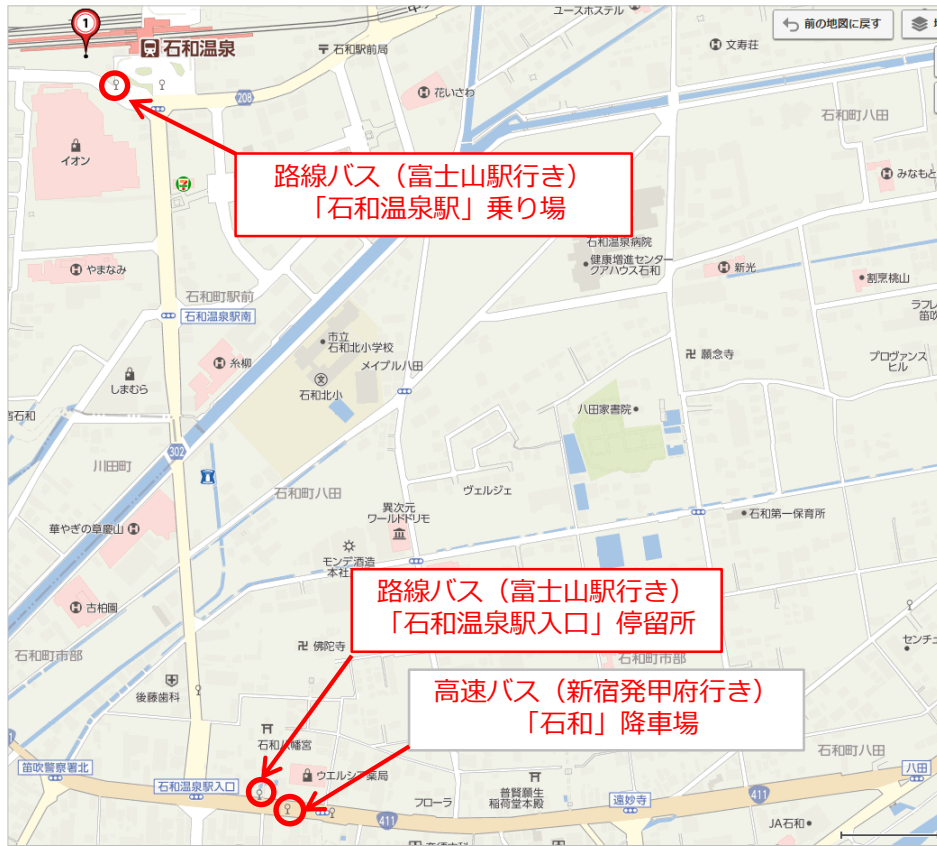 1
ユースホステル
前の地図に戻す
石和温泉
石和駅前局
文寿荘
花いさわ
208
石和町八田
イオン
路線バス（富士山駅行き）
「石和温泉駅」乗り場
みなもと
7
石和温泉病院
健康増進センター
クアハウス石和
新光
割烹桃山
やまなみ
石和町駅前
石和温泉駅南
ラフレ
笛吹
市立
石和北小学校
メイプル八田
糸柳
願念寺
プロヴァンス
ヒル
しまむら
文
石和北小
八田家書院
石和
302
川田町
石和町八田
ヴェルジェ
異次元
ワールドドリモ
石和第一保育所
華やぎの章慶山
モンデ酒造
本社
路線バス（富士山駅行き）
「石和温泉駅入口」停留所
古柏園
佛陀寺
石和町市部
石和町市部
センチュ
後藤歯科
高速バス（新宿発甲府行き）
「石和」降車場
石和八幡宮
石和町八田
笛吹警察署北
石和温泉駅入口
ウエルシア薬局
普賢願生
稲荷堂本殿
八田
フローラ
遠妙寺
411
411
JA石和